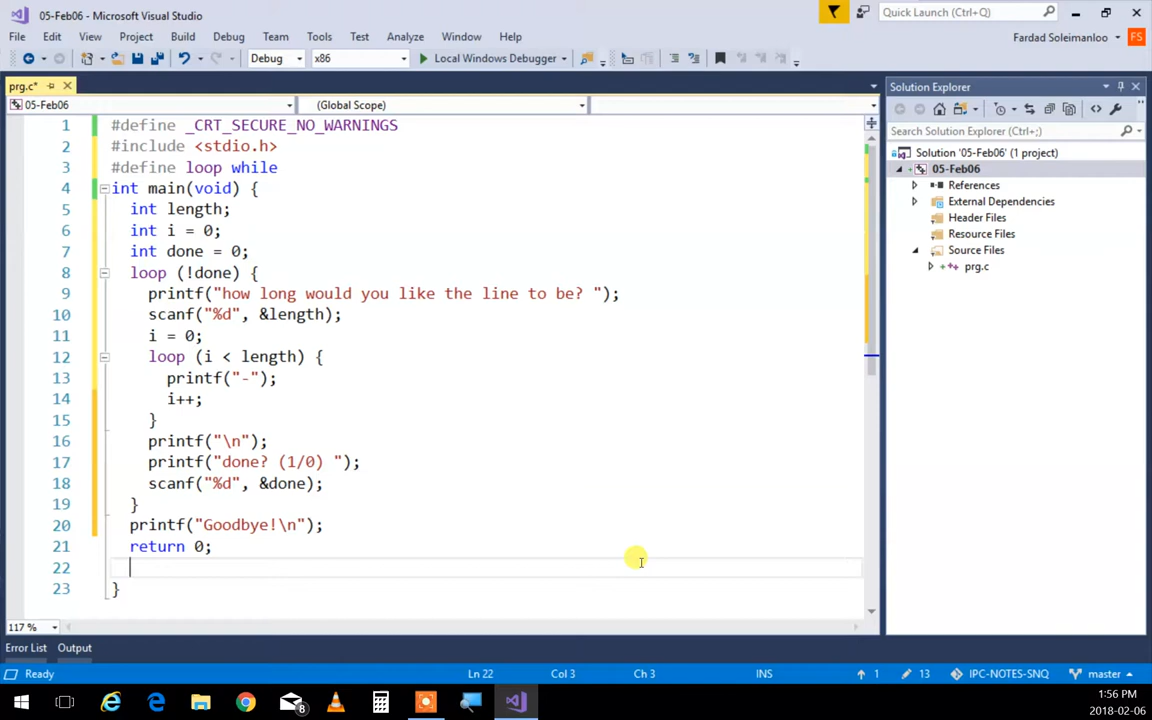 05-Feb06 - Microsoft Visual Studio
Quick Launch (Ctrl+Q)
File Edit View Project Build Debug Team Tools Test Analyze Window Help
Fardad Soleimanloo FS
Debug x86 Local Windows Debugger
prg.c*
05-Feb06 (Global Scope)
1 #define _CRT_SECURE_NO_WARNINGS
2 #include <stdio.h>
3 #define loop while
4 int main(void) {
5 int length;
6 int i = 0;
7 int done = 0;
8 loop (!done) {
9 printf("how long would you like the line to be? ");
10 scanf("%d", &length);
11 i = 0;
12 loop (i < length) {
13 printf("-");
14 i++;
15 }
16 printf("\n");
17 printf("done? (1/0) ");
18 scanf("%d", &done);
19 }
20 printf("Goodbye!\n");
21 return 0;
22
23 }
117 %
Solution Explorer
Search Solution Explorer (Ctrl+;)
Solution '05-Feb06' (1 project)
05-Feb06
References
External Dependencies
Header Files
Resource Files
Source Files
prg.c
Error List Output
Ready Ln 22 Col 3 Ch 3 INS 1 13 IPC-NOTES-SNQ master
8
1:56 PM
2018-02-06